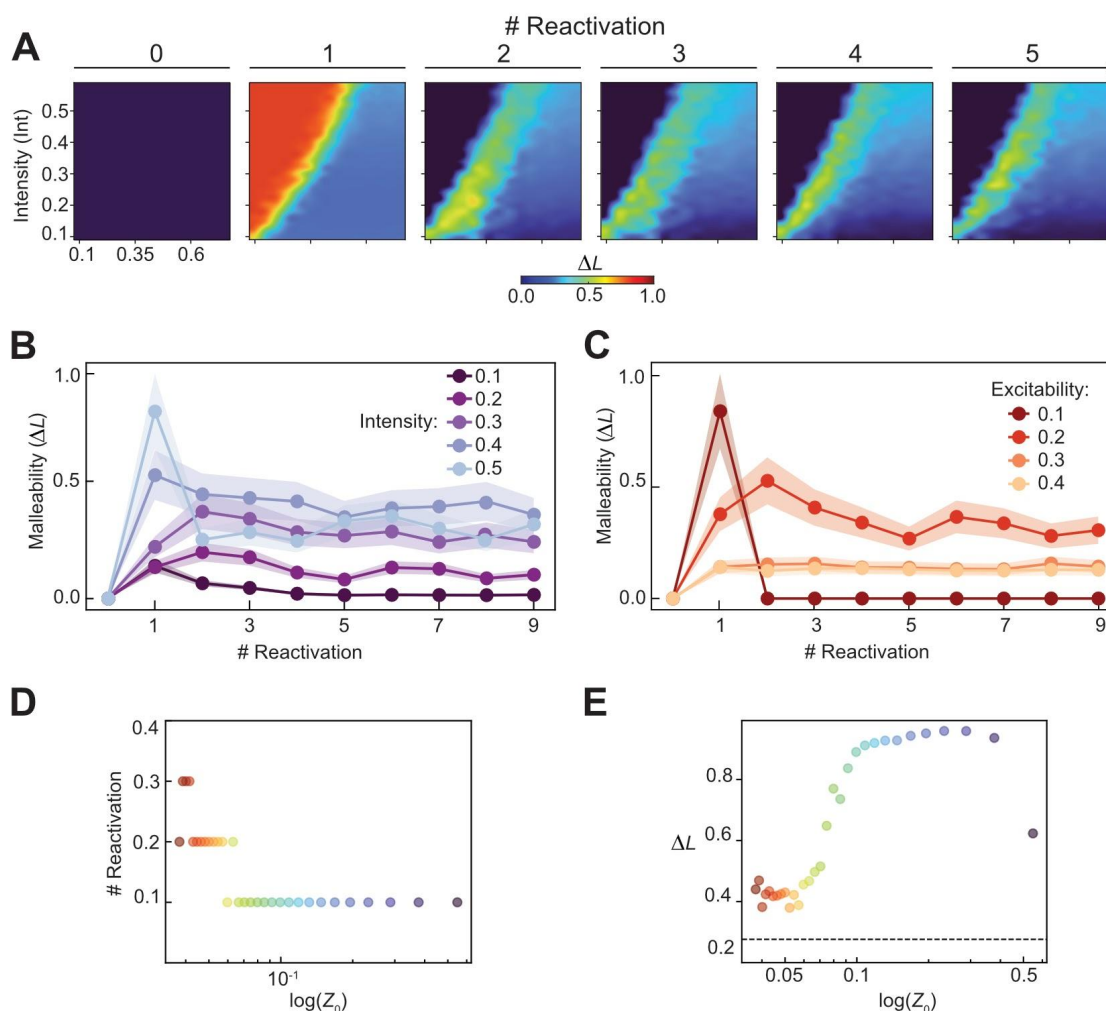 # Reactivation
A
0 1 2 3 4 5
Intensity (Int)
0.5
0.4
0.3
0.2
0.1
0.1 0.35 0.6
ΔL
0.0 0.5 1.0
B
Malleability (ΔL)
1.0
0.5
0.0
Intensity:
0.1
0.2
0.3
0.4
0.5
1 3 5 7 9
# Reactivation
C
Malleability (ΔL)
1.0
0.5
0.0
Excitability:
0.1
0.2
0.3
0.4
1 3 5 7 9
# Reactivation
D
# Reactivation
0.4
0.3
0.2
0.1
10⁻¹
log(Z₀)
E
ΔL
0.8
0.6
0.4
0.2
0.05 0.1 0.5
log(Z₀)